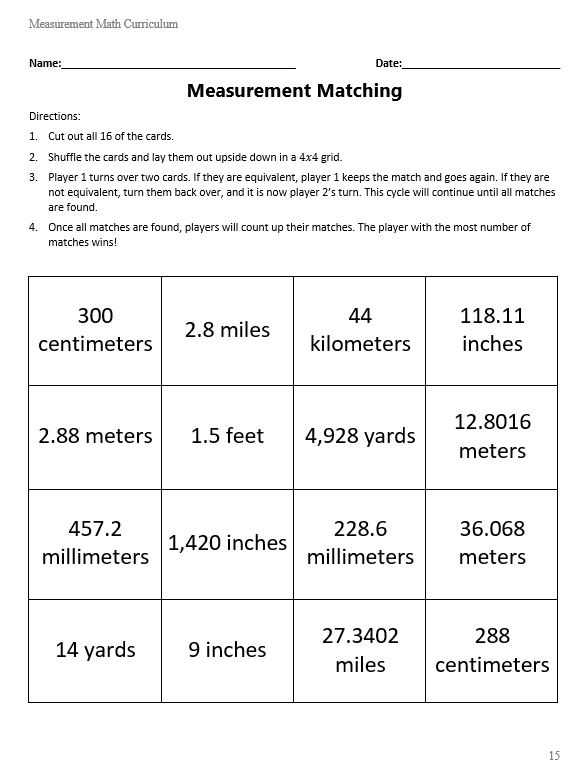 Measurement Math Curriculum
Name:
Date:
Measurement Matching
Directions:
1. Cut out all 16 of the cards.
2. Shuffle the cards and lay them out upside down in a 4x4 grid.
3. Player 1 turns over two cards. If they are equivalent, player 1 keeps the match and goes again. If they are
not equivalent, turn them back over, and it is now player 2's turn. This cycle will continue until all matches
are found.
4. Once all matches are found, players will count up their matches. The player with the most number of
matches wins!
300
centimeters
2.8 miles
44
kilometers
118.11
inches
2.88 meters
1.5 feet
4,928 yards
12.8016
meters
457.2
millimeters
1,420 inches
228.6
millimeters
36.068
meters
14 yards
9 inches
27.3402
miles
288
centimeters
15